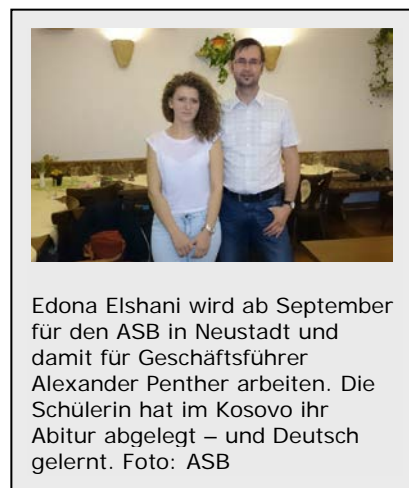 Edona Elshani wird ab September
für den ASB in Neustadt und
damit für Geschäftsführer
Alexander Penther arbeiten. Die
Schülerin hat im Kosovo ihr
Abitur abgelegt – und Deutsch
gelernt. Foto: ASB